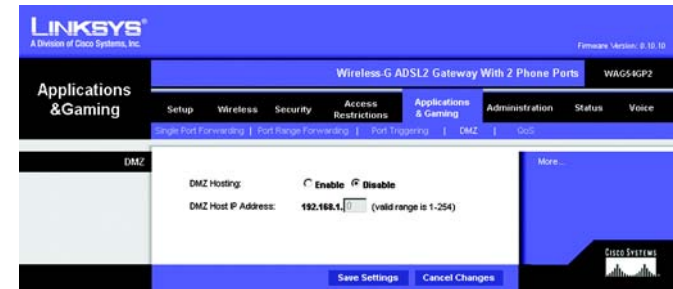 LINKSYS®
A Division of Cisco Systems, Inc.
Firmware Version: 0.10.10
Wireless-G ADSL2 Gateway With 2 Phone Ports WAG54GP2
Applications
&Gaming
Setup Wireless Security Access Restrictions Applications & Gaming Administration Status Voice
Single Port Forwarding | Port Range Forwarding | Port Triggering | DMZ | QoS
DMZ
More...
DMZ Hosting: Enable Disable
DMZ Host IP Address: 192.168.1.0 (valid range is 1-254)
CISCO SYSTEMS
Save Settings Cancel Changes